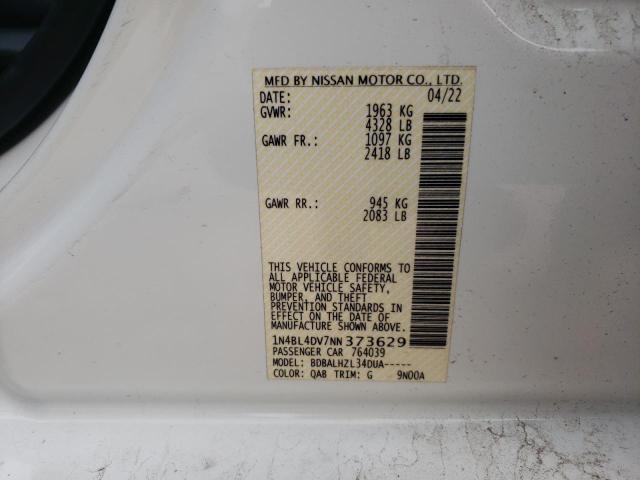 MFD BY NISSAN MOTOR CO., LTD.
DATE: 04/22
GVWR: 1963 KG
4328 LB
GAWR FR.: 1097 KG
2418 LB
GAWR RR.: 945 KG
2083 LB
THIS VEHICLE CONFORMS TO
ALL APPLICABLE FEDERAL
MOTOR VEHICLE SAFETY,
BUMPER, AND THEFT
PREVENTION STANDARDS IN
EFFECT ON THE DATE OF
MANUFACTURE SHOWN ABOVE.
1N4BL4DV7NN373629
PASSENGER CAR 764039
MODEL: BDBALHZL34DUA-----
COLOR: QAB TRIM: G 9N00A